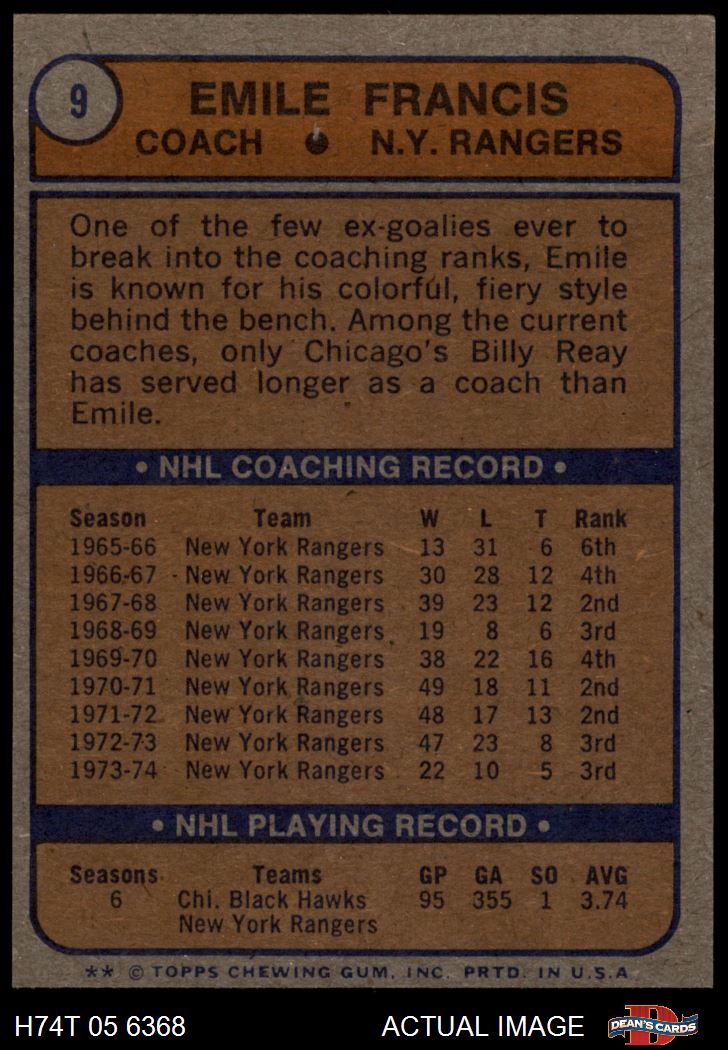 9
EMILE FRANCIS
COACH ● N.Y. RANGERS
One of the few ex-goalies ever to
break into the coaching ranks, Emile
is known for his colorful, fiery style
behind the bench. Among the current
coaches, only Chicago's Billy Reay
has served longer as a coach than
Emile.
• NHL COACHING RECORD •
Season Team W L T Rank
1965-66 New York Rangers 13 31 6 6th
1966-67 New York Rangers 30 28 12 4th
1967-68 New York Rangers 39 23 12 2nd
1968-69 New York Rangers 19 8 6 3rd
1969-70 New York Rangers 38 22 16 4th
1970-71 New York Rangers 49 18 11 2nd
1971-72 New York Rangers 48 17 13 2nd
1972-73 New York Rangers 47 23 8 3rd
1973-74 New York Rangers 22 10 5 3rd
• NHL PLAYING RECORD •
Seasons Teams GP GA SO AVG
6 Chi. Black Hawks 95 355 1 3.74
New York Rangers
** © TOPPS CHEWING GUM, INC. PRTD. IN U.S.A.
H74T 05 6368 ACTUAL IMAGE D DEAN'S CARDS